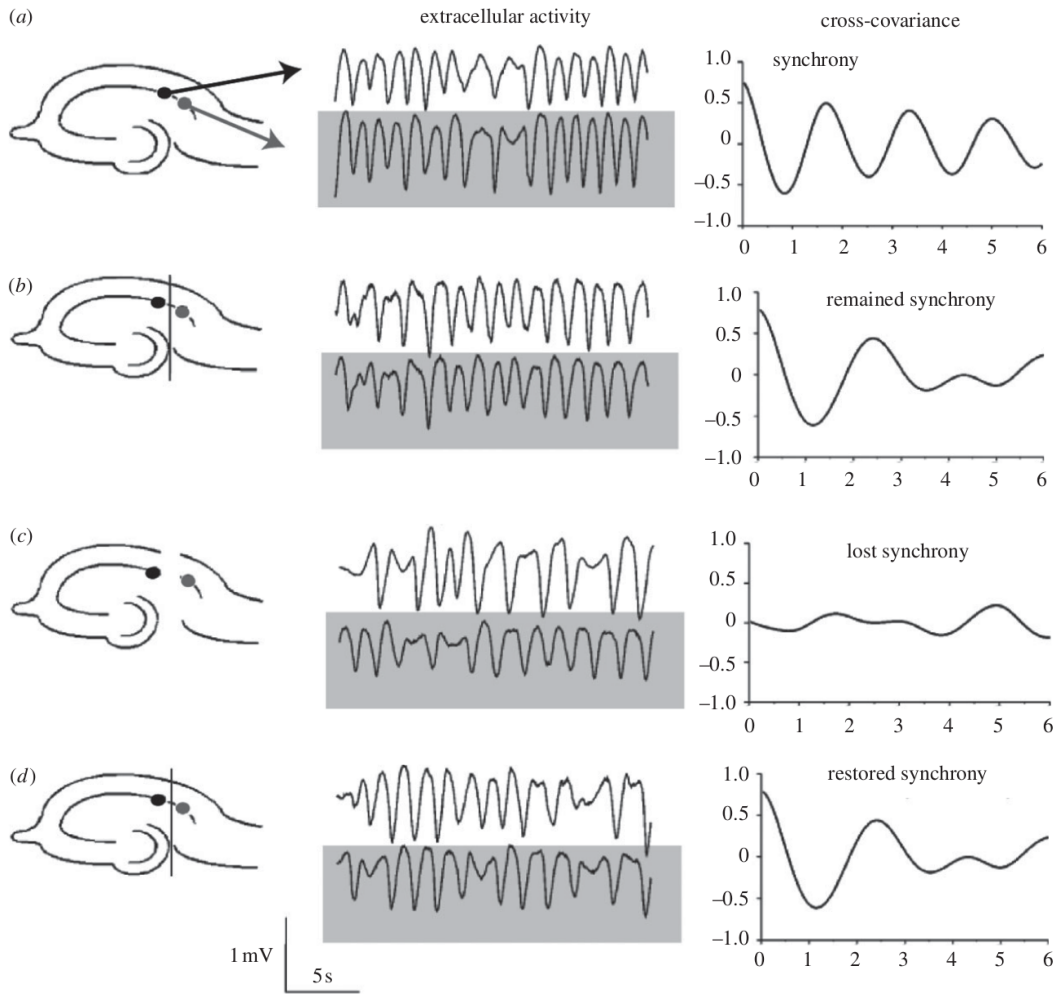 extracellular activity
cross-covariance
(a)
synchrony
1.0
0.5
0
–0.5
–1.0
0 1 2 3 4 5 6
(b)
remained synchrony
1.0
0.5
0
–0.5
–1.0
0 1 2 3 4 5 6
(c)
lost synchrony
1.0
0.5
0
–0.5
–1.0
0 1 2 3 4 5 6
(d)
restored synchrony
1.0
0.5
0
–0.5
–1.0
0 1 2 3 4 5 6
1 mV
5 s